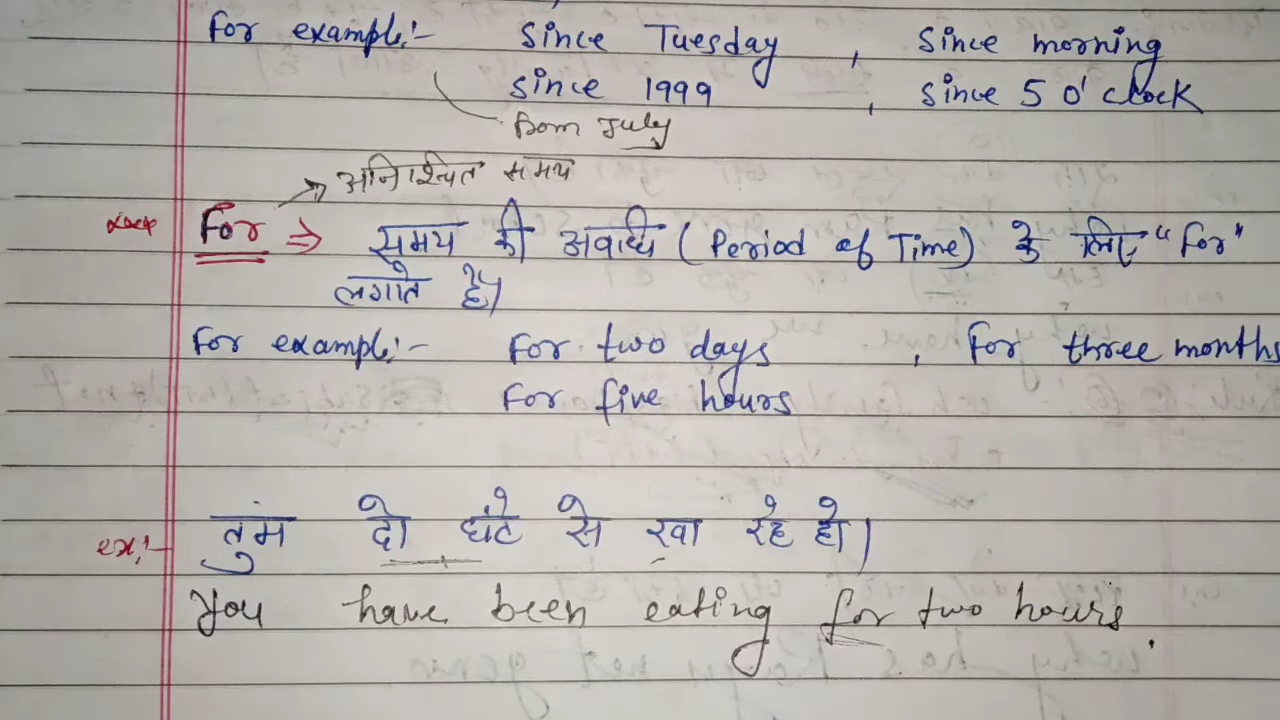 For example:- Since Tuesday , Since morning
Since 1999 , Since 5 o'clock
from July
→ अनिश्चित समय
For ⇒ समय की अवधि (Period of Time) के लिए "for"
लगाते है।
For example:- For two days , For three months
For five hours
ex:- तुम दो घंटे से खा रहे हो।
You have been eating for two hours.